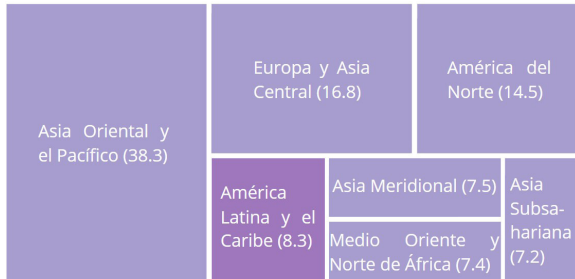 Asia Oriental y
el Pacífico (38.3)
Europa y Asia
Central (16.8)
América del
Norte (14.5)
América
Latina y el
Caribe (8.3)
Asia Meridional (7.5)
Medio Oriente y
Norte de África (7.4)
Asia
Subsa-
hariana
(7.2)